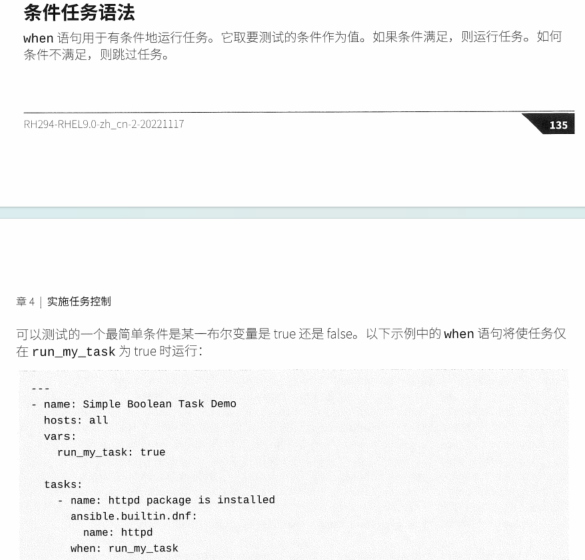 条件任务语法
when 语句用于有条件地运行任务。它取要测试的条件作为值。如果条件满足，则运行任务。如何
条件不满足，则跳过任务。
RH294-RHEL9.0-zh_cn-2-20221117
135
章 4 | 实施任务控制
可以测试的一个最简单条件是某一布尔变量是 true 还是 false。以下示例中的 when 语句将使任务仅
在 run_my_task 为 true 时运行：
---
- name: Simple Boolean Task Demo
  hosts: all
  vars:
    run_my_task: true

  tasks:
    - name: httpd package is installed
      ansible.builtin.dnf:
        name: httpd
      when: run_my_task